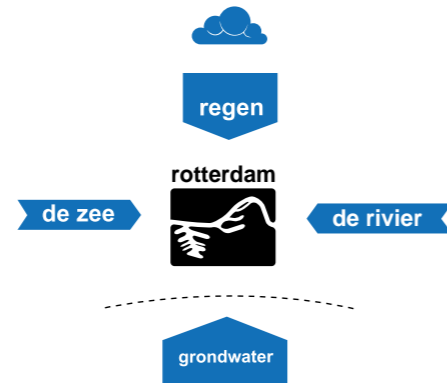 regen
rotterdam
de zee
de rivier
grondwater